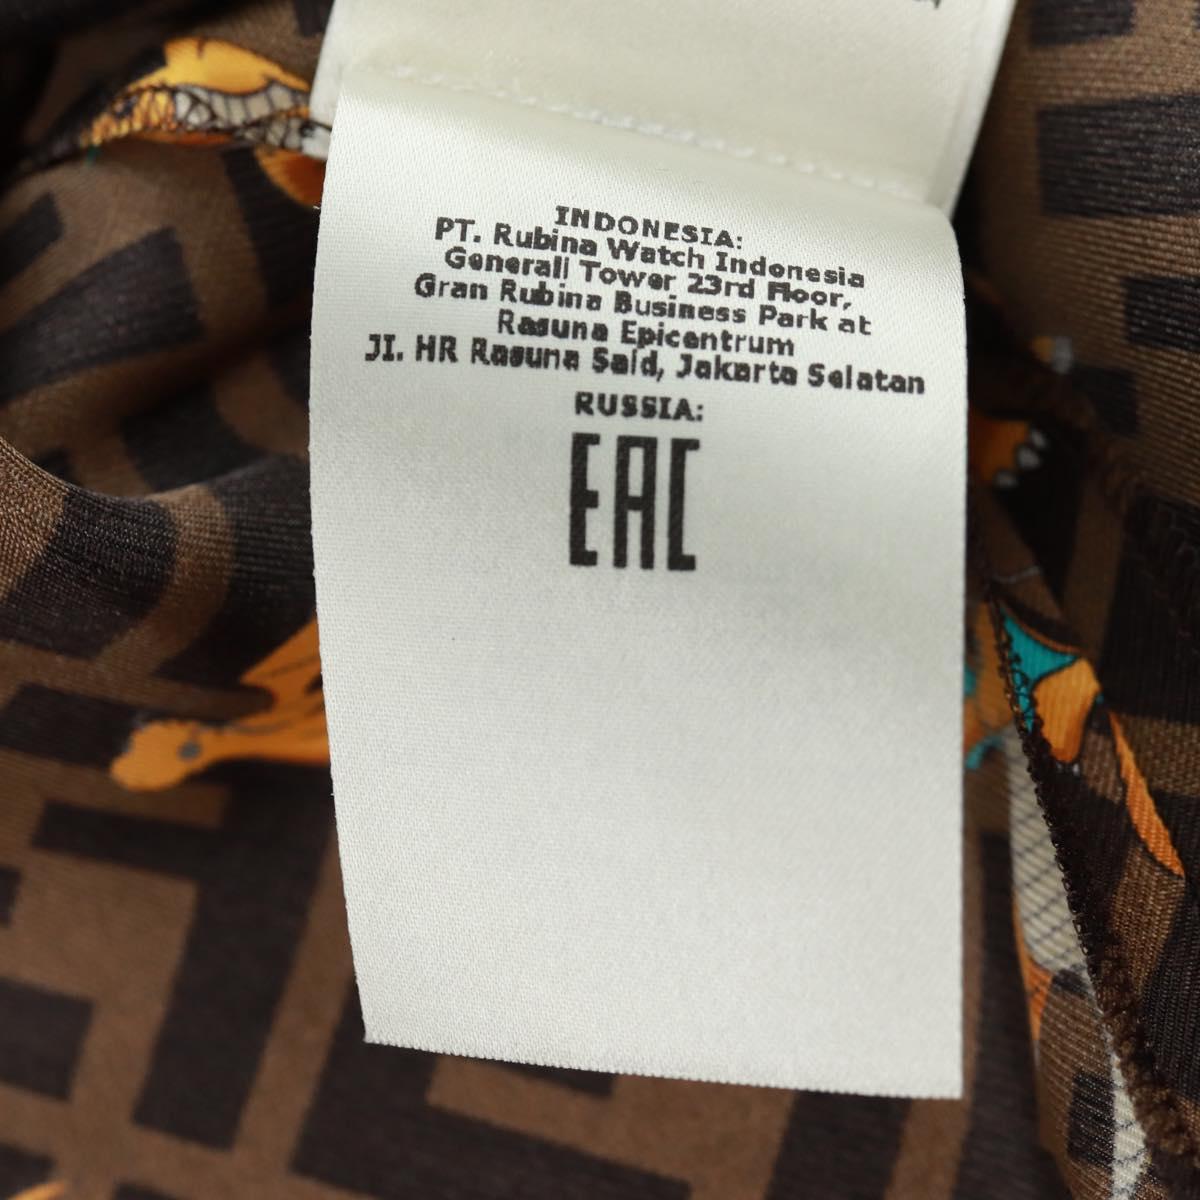 INDONESIA:
PT. Rubina Watch Indonesia
Generali Tower 23rd Floor,
Gran Rubina Business Park at
Rasuna Epicentrum
JI. HR Rasuna Said, Jakarta Selatan
RUSSIA:
EAC